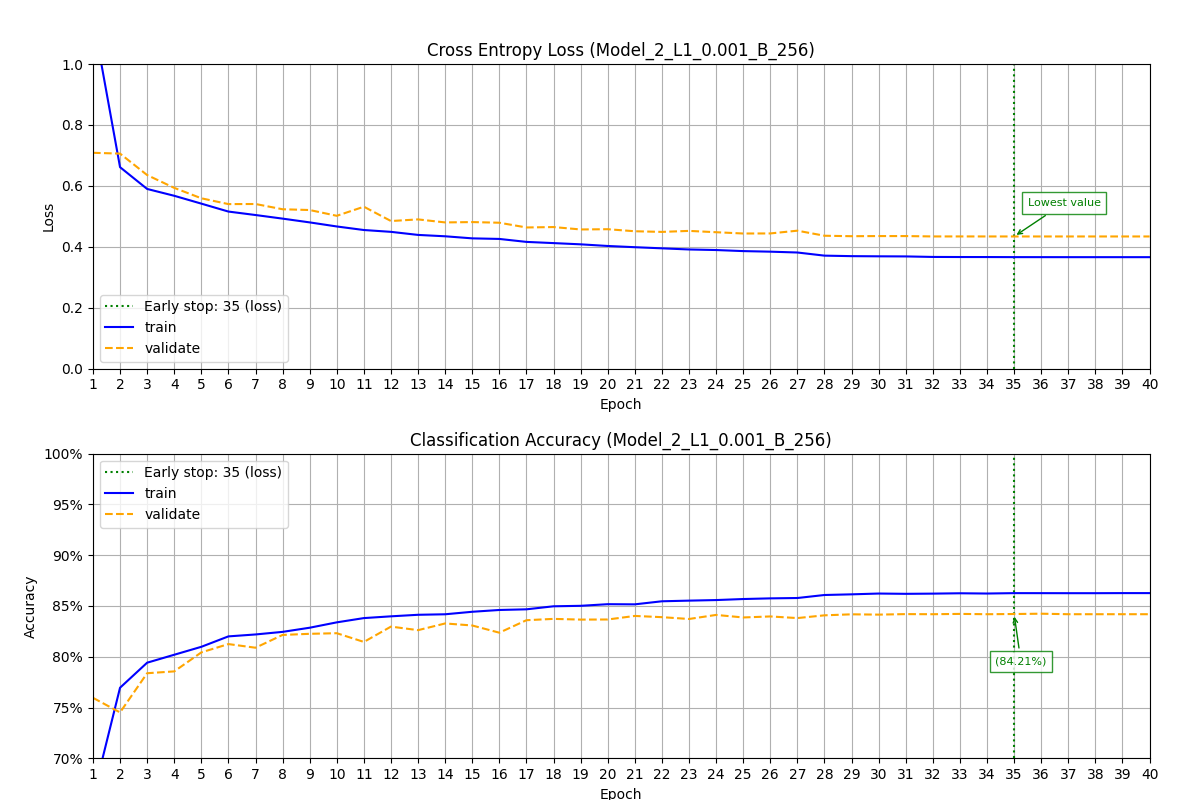 Cross Entropy Loss (Model_2_L1_0.001_B_256)
1.0
0.8
0.6
0.4
0.2
0.0
Loss
Lowest value
Early stop: 35 (loss)
train
validate
1 2 3 4 5 6 7 8 9 10 11 12 13 14 15 16 17 18 19 20 21 22 23 24 25 26 27 28 29 30 31 32 33 34 35 36 37 38 39 40
Epoch
Classification Accuracy (Model_2_L1_0.001_B_256)
100%
95%
90%
85%
80%
75%
70%
Accuracy
Early stop: 35 (loss)
train
validate
(84.21%)
1 2 3 4 5 6 7 8 9 10 11 12 13 14 15 16 17 18 19 20 21 22 23 24 25 26 27 28 29 30 31 32 33 34 35 36 37 38 39 40
Epoch